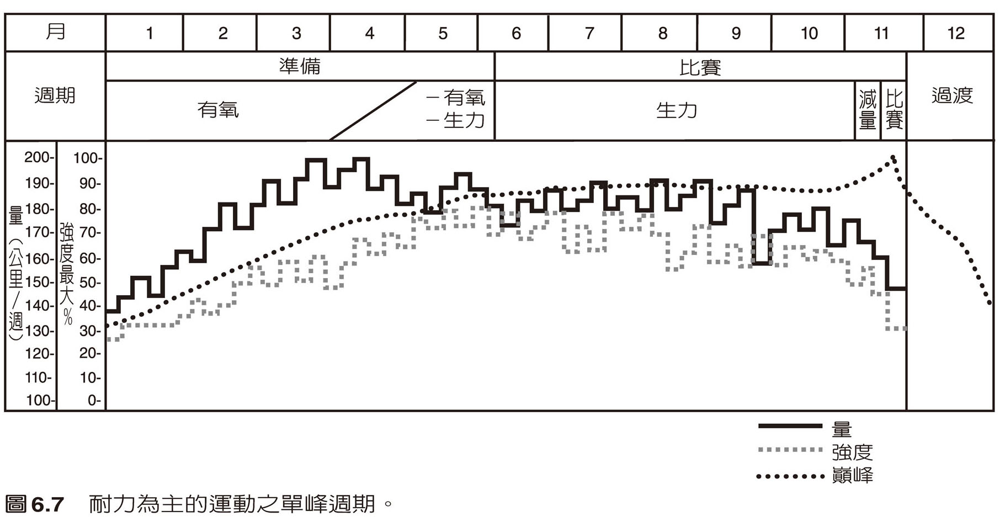 月 1 2 3 4 5 6 7 8 9 10 11 12
週期
準備 比賽 過渡
有氧 －有氧 －生力 生力 減量 比賽
量（公里/週）
200-
190-
180-
170-
160-
150-
140-
130-
120-
110-
100-
強度最大%
100-
90-
80-
70-
60-
50-
40-
30-
20-
10-
0-
量
強度
巔峰
圖6.7 耐力為主的運動之單峰週期。